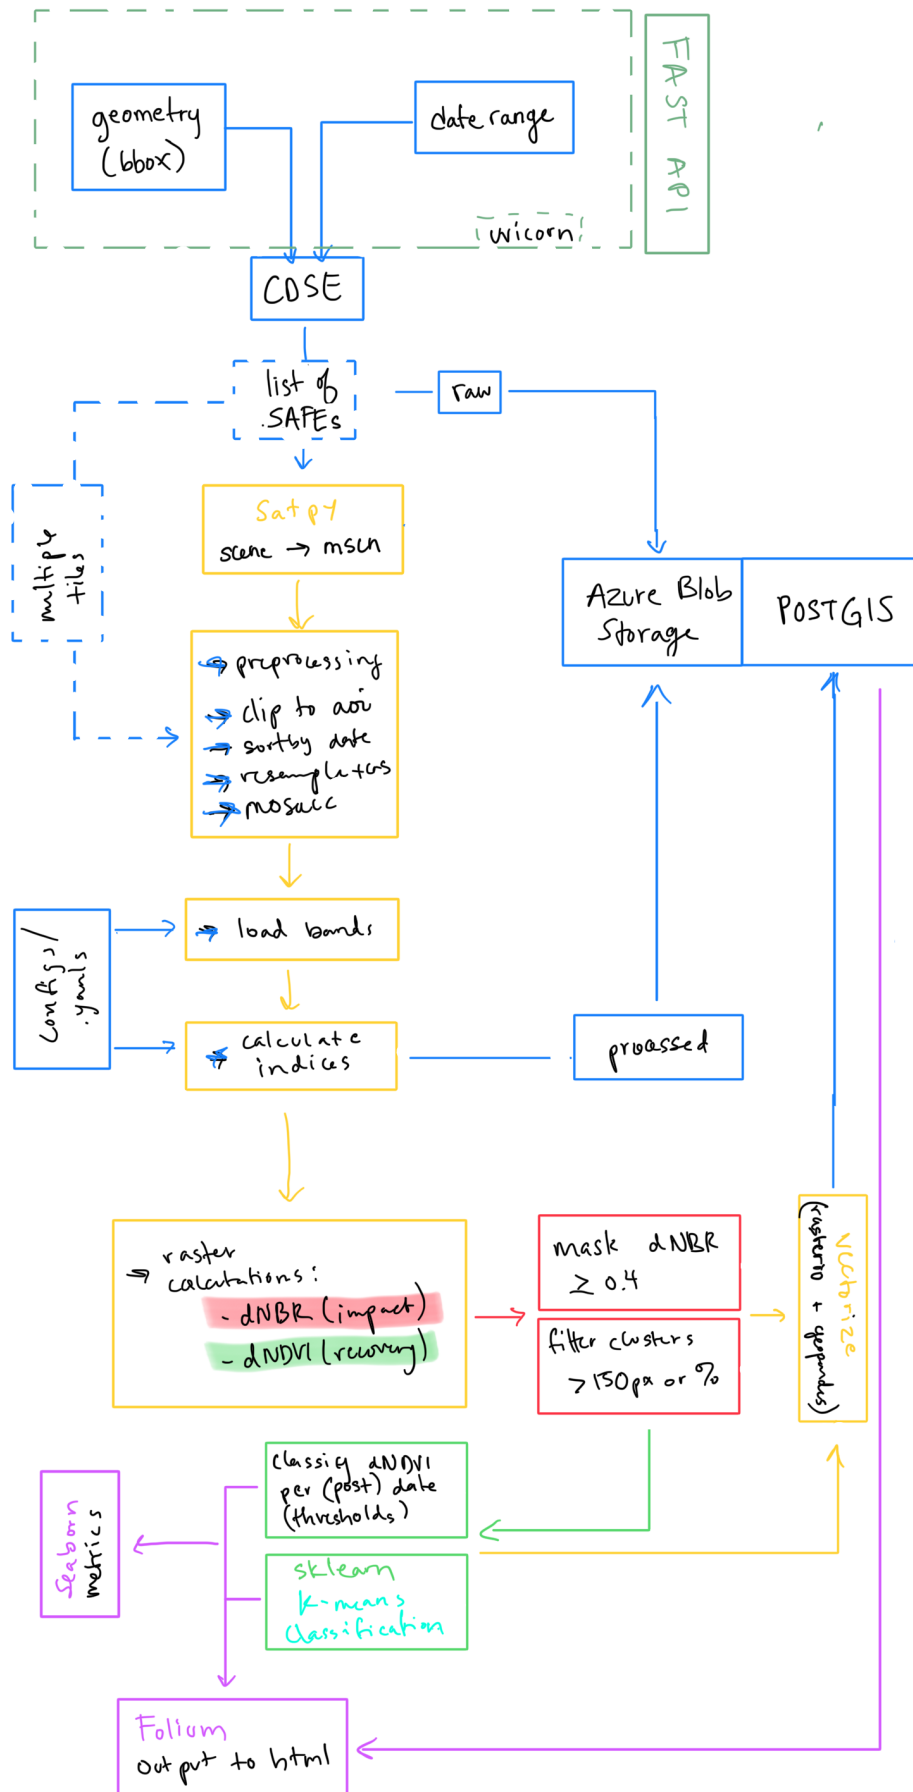 FAST API
geometry
(bbox)
date range
uvicorn
CDSE
list of
.SAFEs
raw
multiple
tiles
Satpy
scene → mscn
Azure Blob
Storage
POSTGIS
→ preprocessing
→ clip to aoi
→ sortby date
→ resample + crs
→ mosaic
configs/
.yamls
→ load bands
→ calculate
indices
processed
→ raster
calculations:
- dNBR (impact)
- dNDVI (recovery)
mask dNBR
≥ 0.4
filter clusters
>150px or %
vectorize
(rasterio + geopandas)
classify dNDVI
per (post) date
(thresholds)
sklearn
k-means
classification
Seaborn
metrics
Folium
output to html